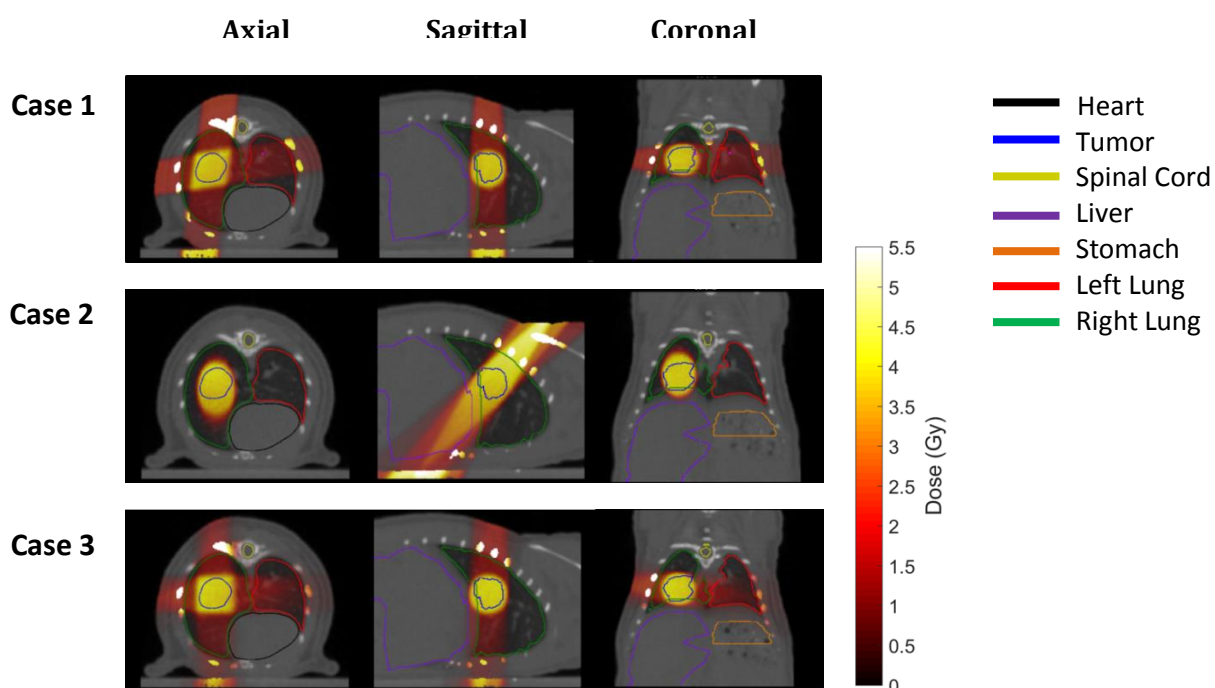 Axial Sagittal Coronal
Case 1
Heart
Tumor
Spinal Cord
Liver
Stomach
Left Lung
Right Lung
Case 2
5.5
5
4.5
4
3.5
3
2.5
2
1.5
1
0.5
0
Dose (Gy)
Case 3